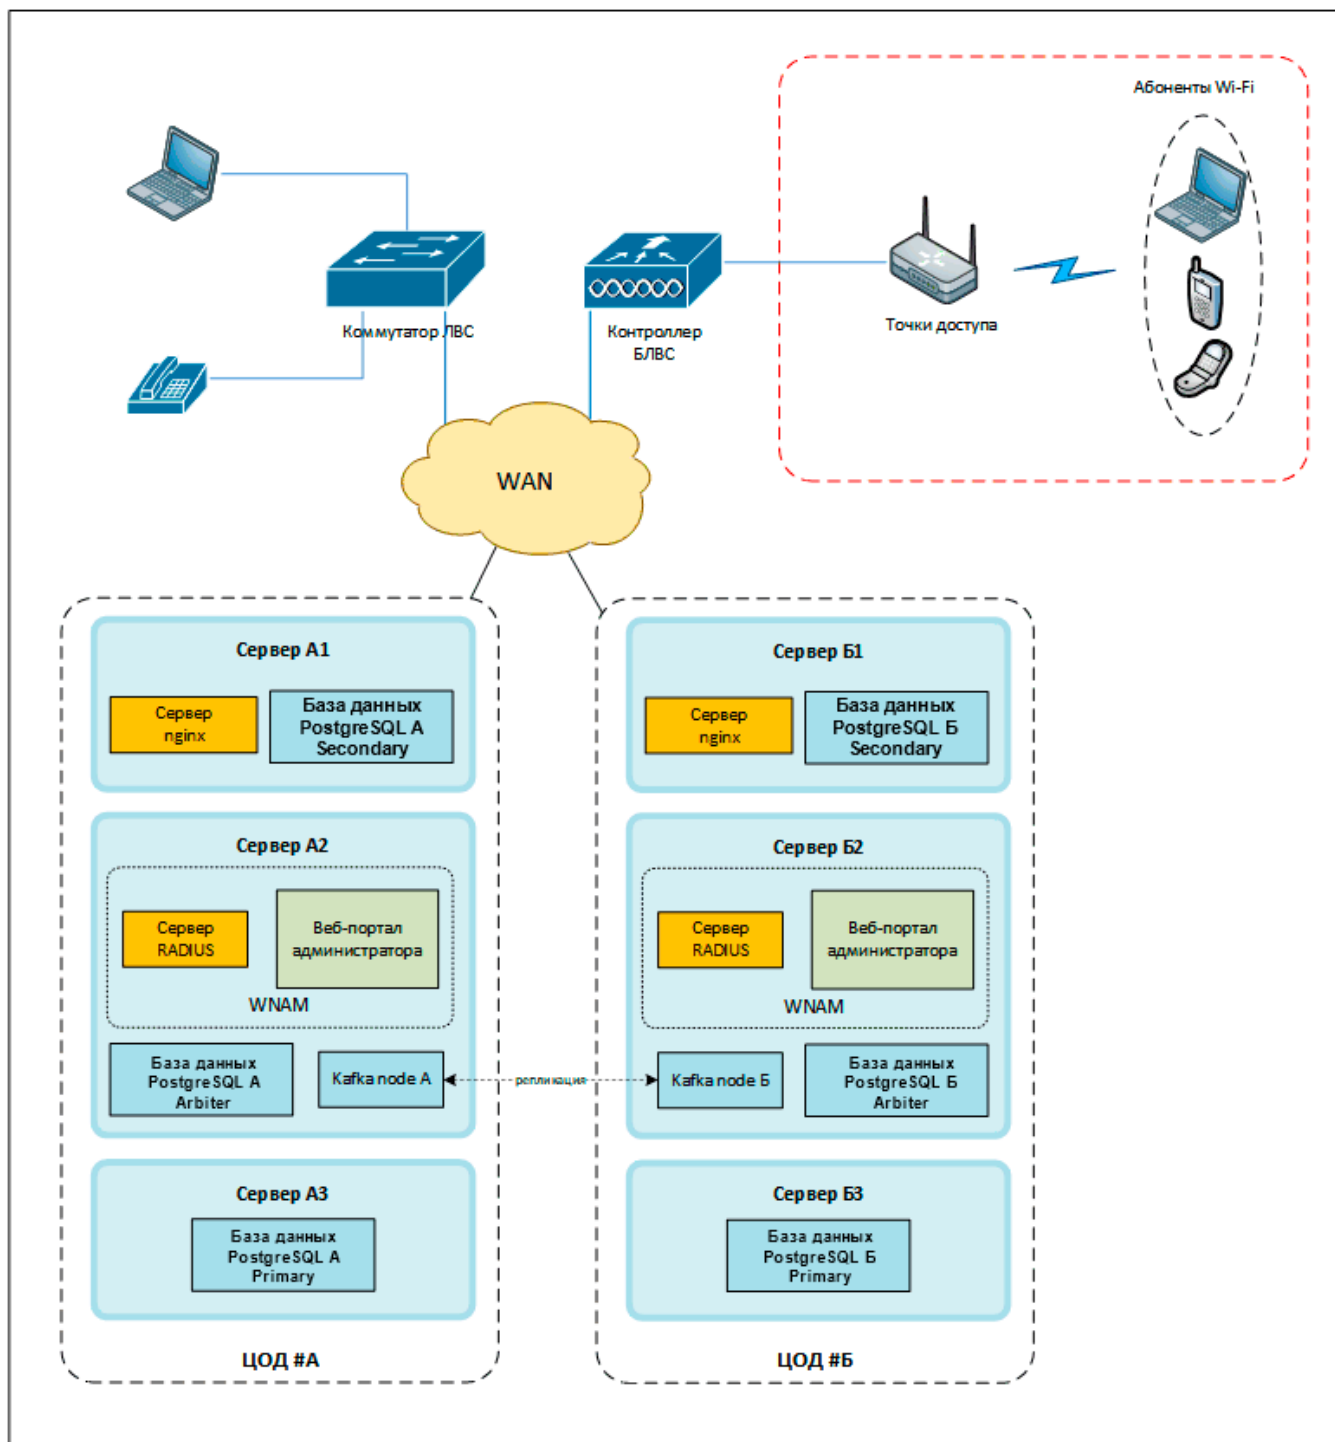 Абоненты Wi-Fi
Коммутатор ЛВС
Контроллер
БЛВС
Точки доступа
WAN
Сервер А1
Сервер
nginx
База данных
PostgreSQL А
Secondary
Сервер А2
Сервер
RADIUS
Веб-портал
администратора
WNAM
База данных
PostgreSQL А
Arbiter
Kafka node А
репликация
Сервер А3
База данных
PostgreSQL А
Primary
ЦОД #А
Сервер Б1
Сервер
nginx
База данных
PostgreSQL Б
Secondary
Сервер Б2
Сервер
RADIUS
Веб-портал
администратора
WNAM
Kafka node Б
База данных
PostgreSQL Б
Arbiter
Сервер Б3
База данных
PostgreSQL Б
Primary
ЦОД #Б